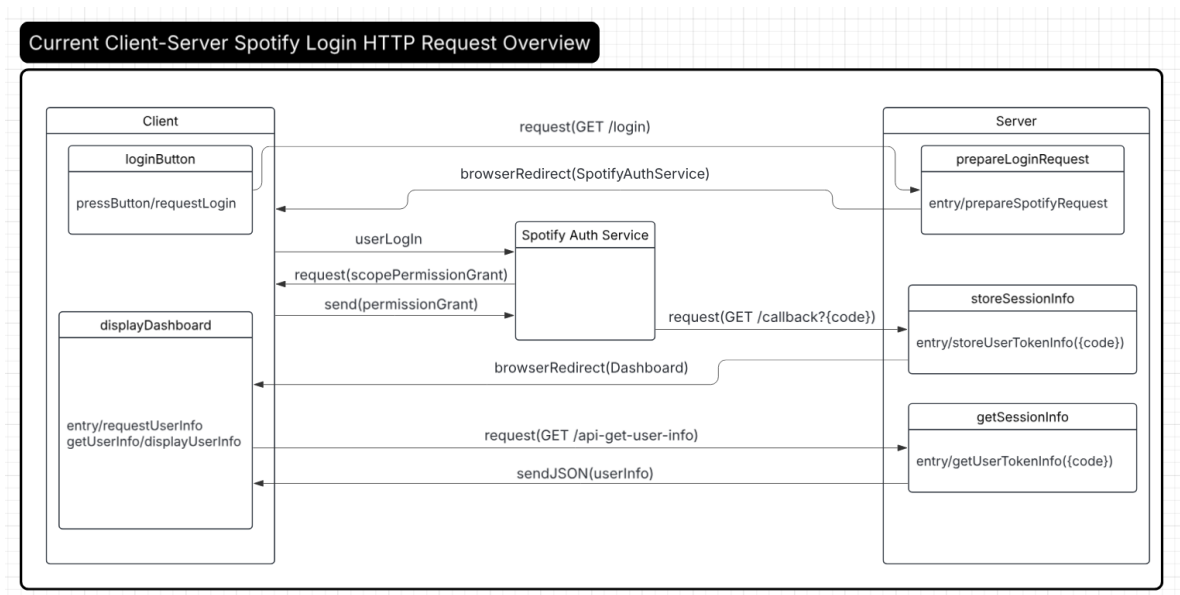 Current Client-Server Spotify Login HTTP Request Overview
Client
Server
request(GET /login)
loginButton
prepareLoginRequest
browserRedirect(SpotifyAuthService)
pressButton/requestLogin
entry/prepareSpotifyRequest
userLogIn
Spotify Auth Service
request(scopePermissionGrant)
send(permissionGrant)
storeSessionInfo
request(GET /callback?{code})
displayDashboard
entry/storeUserTokenInfo({code})
browserRedirect(Dashboard)
getSessionInfo
entry/requestUserInfo
getUserInfo/displayUserInfo
request(GET /api-get-user-info)
entry/getUserTokenInfo({code})
sendJSON(userInfo)